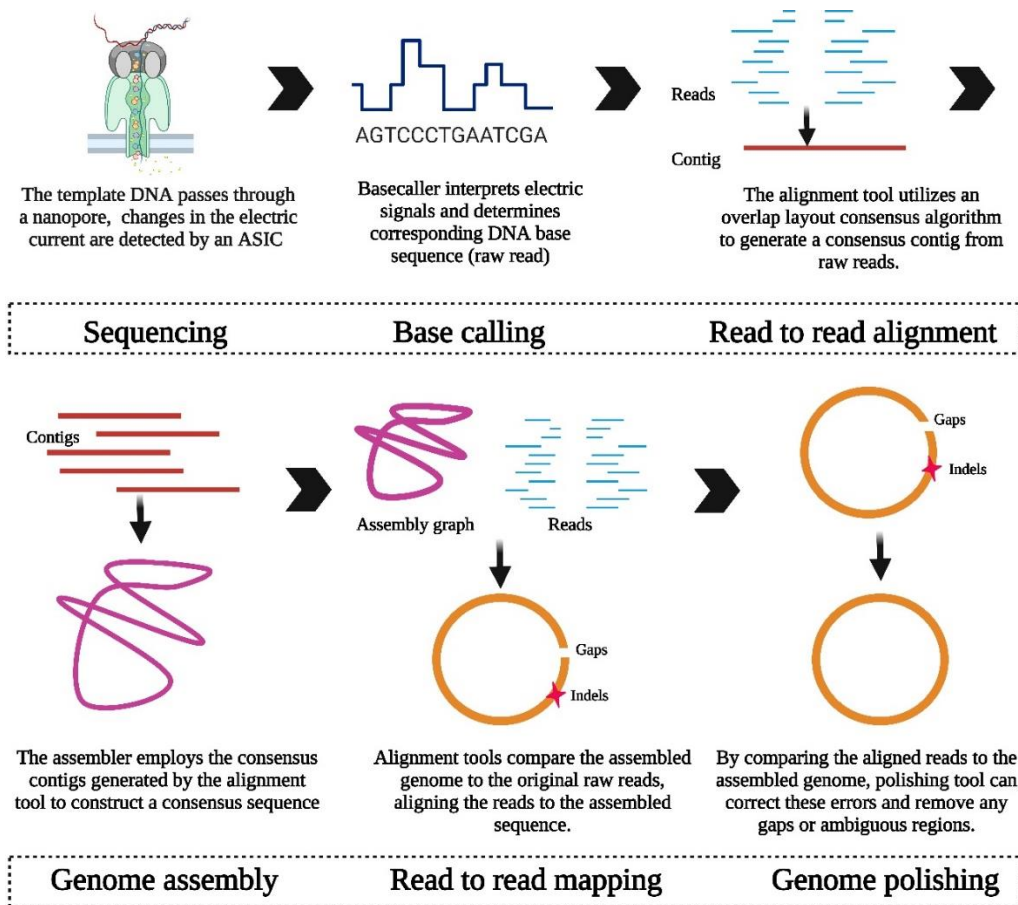 AGTCCCTGAATCGA
Reads
Contig
The template DNA passes through
a nanopore, changes in the electric
current are detected by an ASIC
Basecaller interprets electric
signals and determines
corresponding DNA base
sequence (raw read)
The alignment tool utilizes an
overlap layout consensus algorithm
to generate a consensus contig from
raw reads.
Sequencing
Base calling
Read to read alignment
Contigs
Assembly graph
Reads
Gaps
Indels
Gaps
Indels
The assembler employs the consensus
contigs generated by the alignment
tool to construct a consensus sequence
Alignment tools compare the assembled
genome to the original raw reads,
aligning the reads to the assembled
sequence.
By comparing the aligned reads to the
assembled genome, polishing tool can
correct these errors and remove any
gaps or ambiguous regions.
Genome assembly
Read to read mapping
Genome polishing